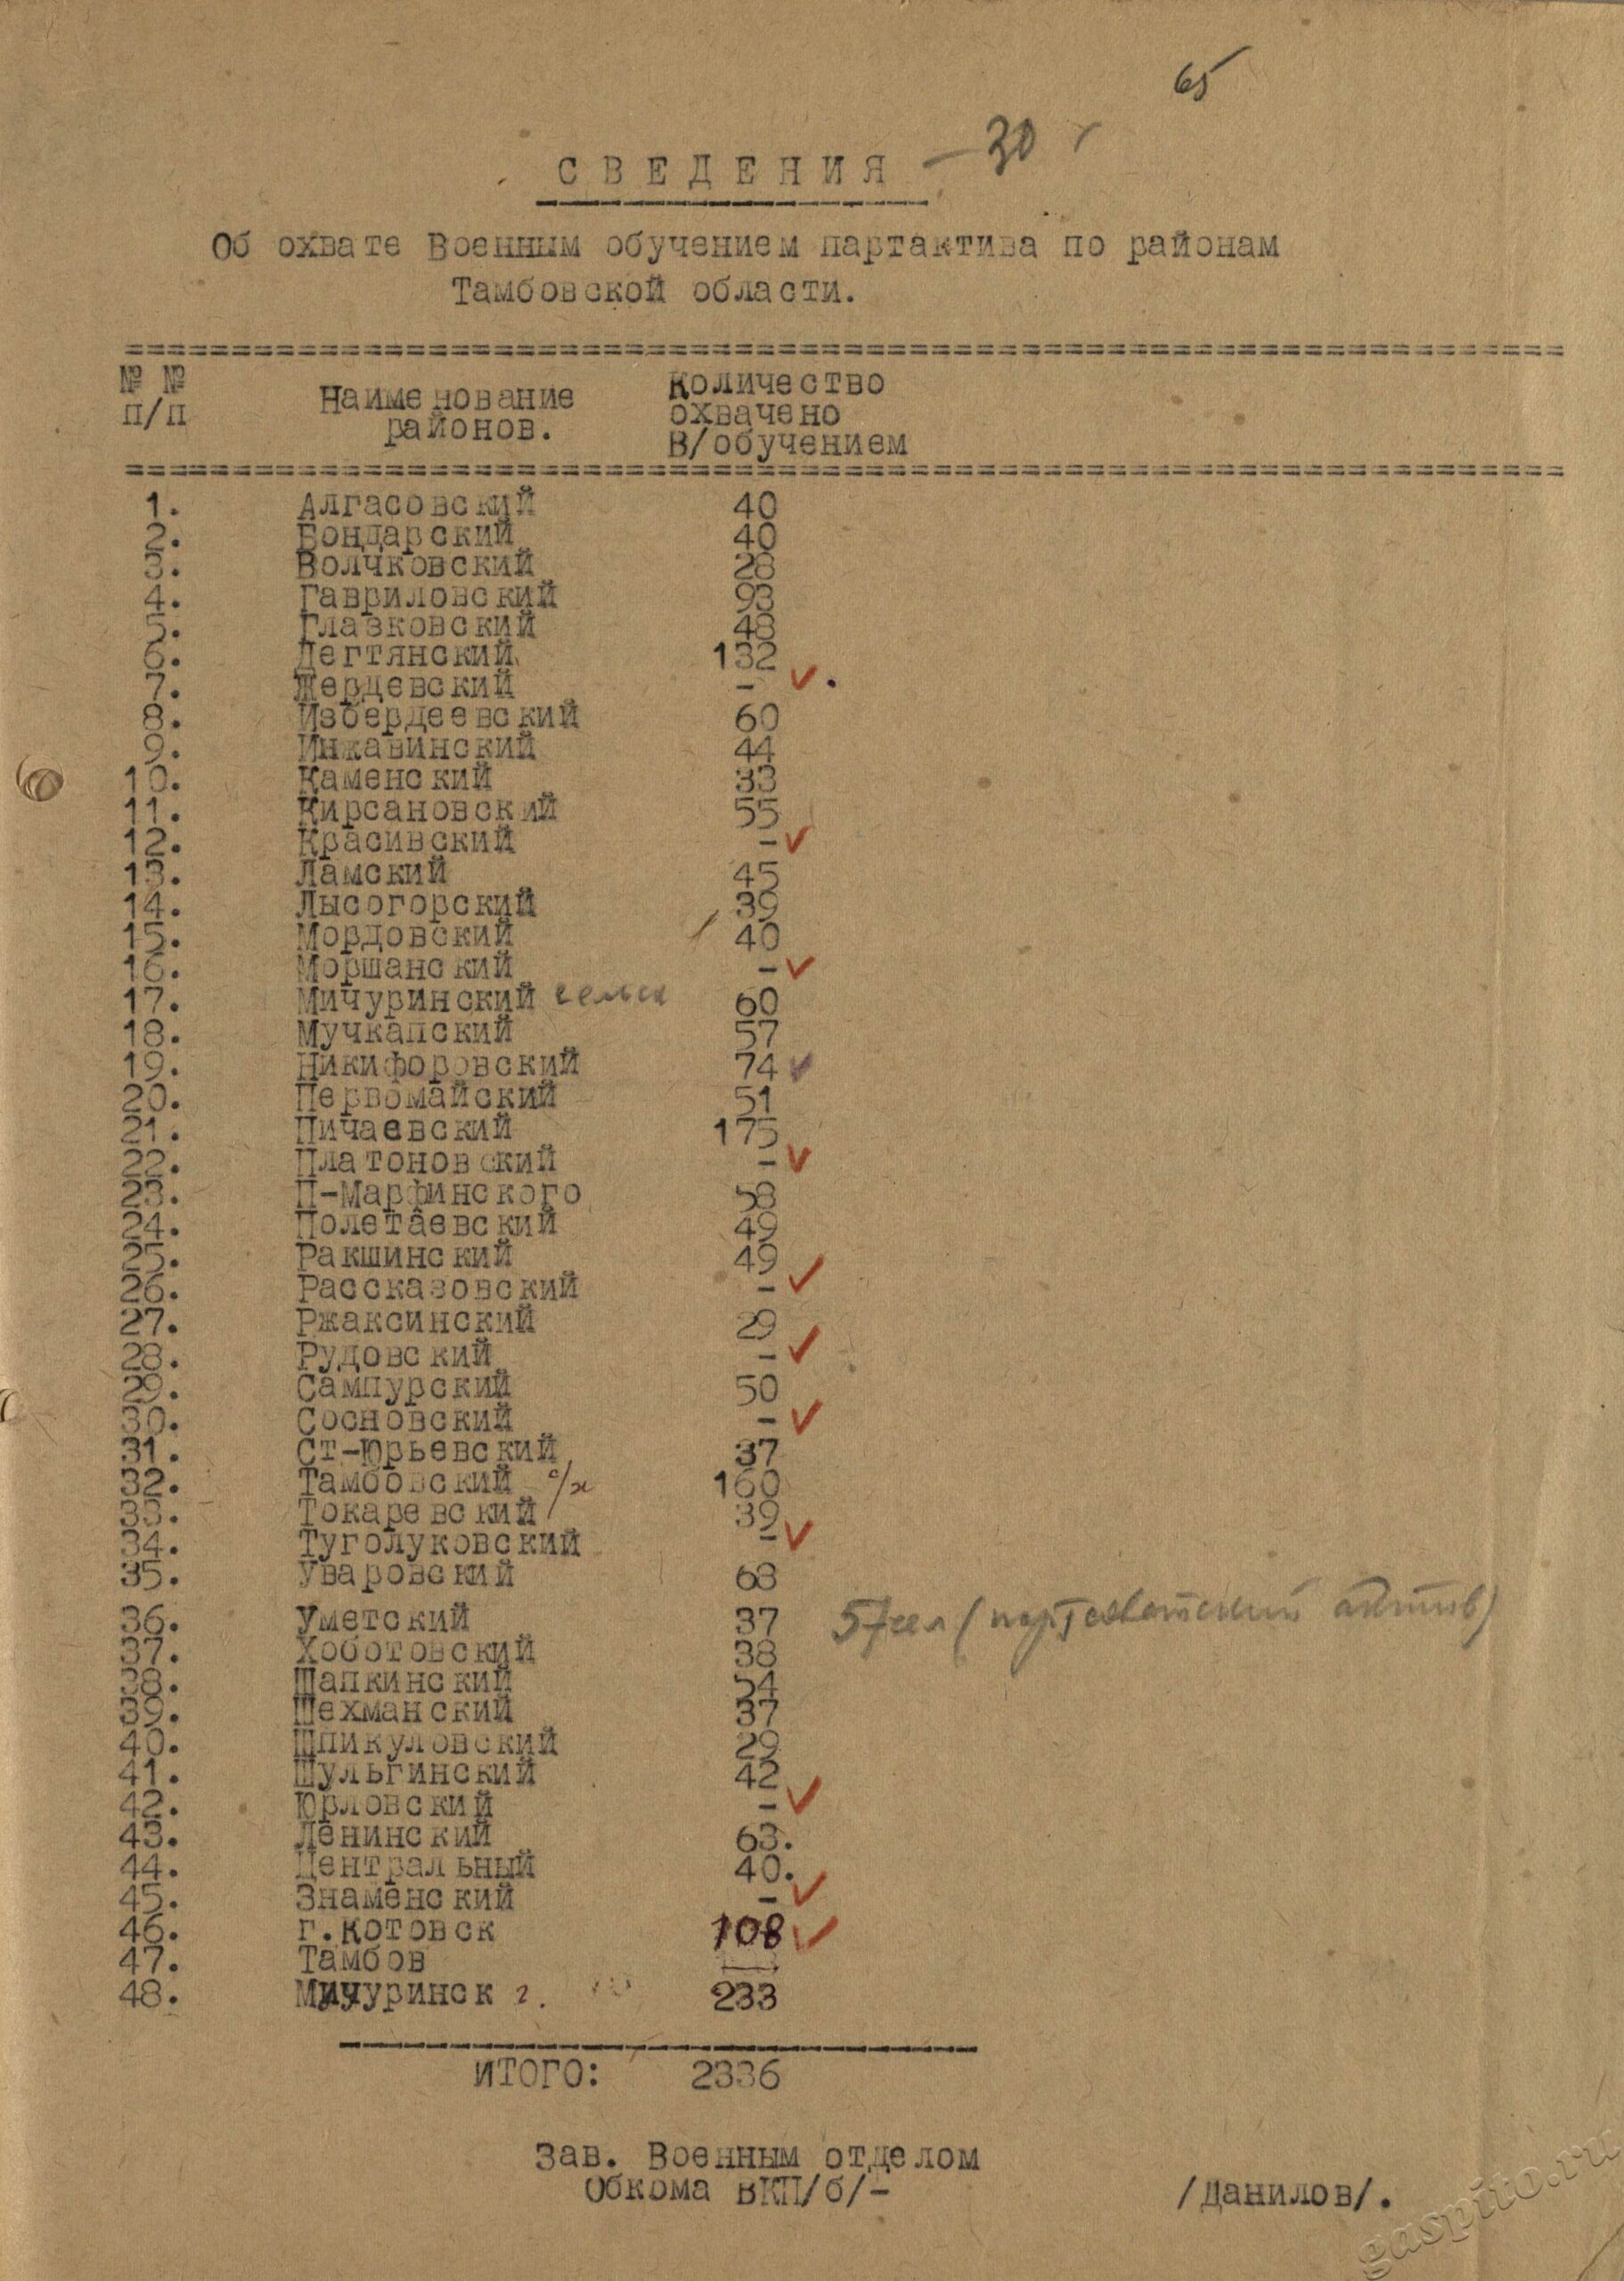 65
СВЕДЕНИЯ - 30
Об охвате Военным обучением партактива по районам
Тамбовской области.
№ № п/п Наименование районов. Количество охвачено В/обучением
1. Алгасовский 40
2. Бондарский 40
3. Волчковский 28
4. Гавриловский 93
5. Глазковский 48
6. Дегтянский 132
7. Жердевский -
8. Избердеевский 60
9. Инжавинский 44
10. Каменский 33
11. Кирсановский 55
12. Красивский -
13. Ламский 45
14. Лысогорский 39
15. Мордовский 40
16. Моршанский -
17. Мичуринский сельск 60
18. Мучкапский 57
19. Никифоровский 74
20. Первомайский 51
21. Пичаевский 175
22. Платоновский -
23. П-Марфинского 58
24. Полетаевский 49
25. Ракшинский 49
26. Рассказовский -
27. Ржаксинский 29
28. Рудовский -
29. Сампурский 50
30. Сосновский -
31. Ст-Юрьевский 37
32. Тамбовский с/х 160
33. Токаревский 39
34. Туголуковский -
35. Уваровский 63
36. Уметский 37 57чел (партсоветский актив)
37. Хоботовский 38
38. Шапкинский 54
39. Шехманский 37
40. Шпикуловский 29
41. Шульгинский 42
42. Юрловский -
43. Ленинский 63.
44. Центральный 40.
45. Знаменский -
46. г.Котовск 108
47. Тамбов
48. Мичуринск г. 233
ИТОГО: 2336
Зав. Военным отделом
Обкома ВКП/б/- /Данилов/.
gaspito.ru